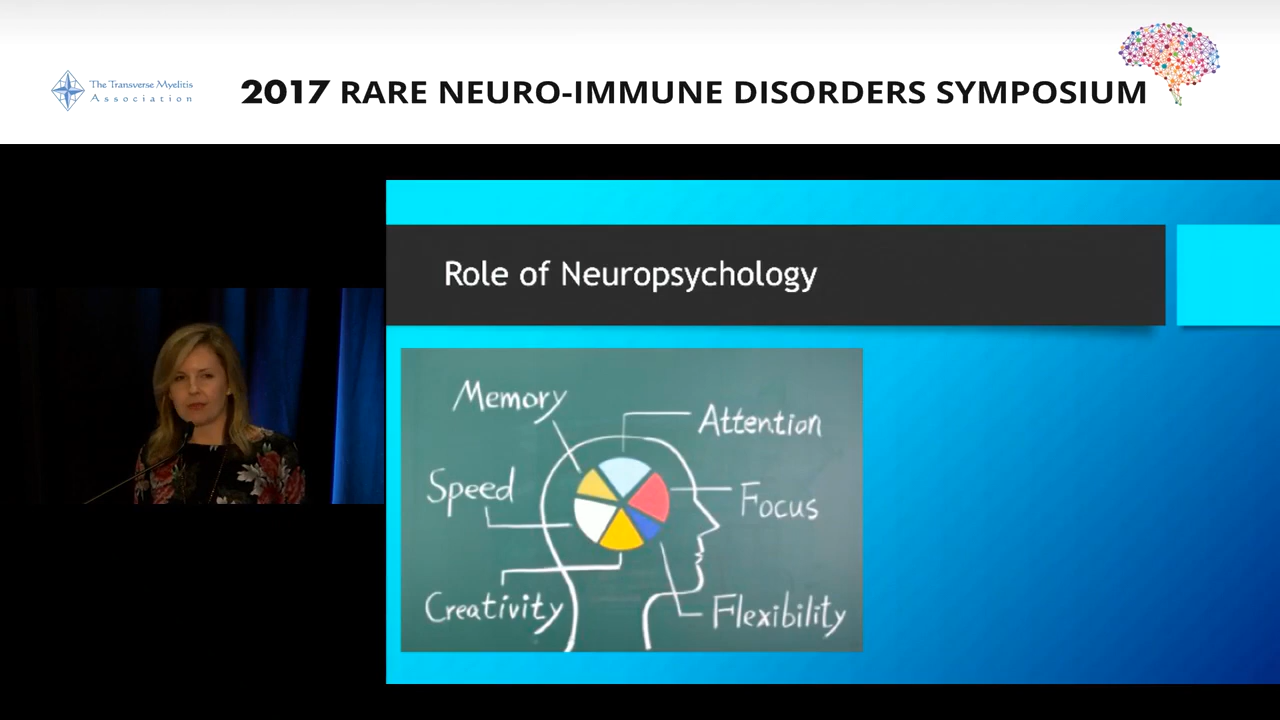 The Transverse Myelitis
Association
2017 RARE NEURO-IMMUNE DISORDERS SYMPOSIUM
Role of Neuropsychology
Memory
Attention
Speed
Focus
Creativity
Flexibility